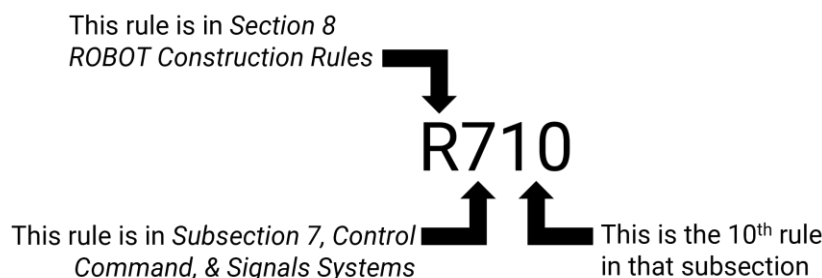 This rule is in Section 8
ROBOT Construction Rules
R710
This rule is in Subsection 7, Control
Command, & Signals Systems
This is the 10th rule
in that subsection